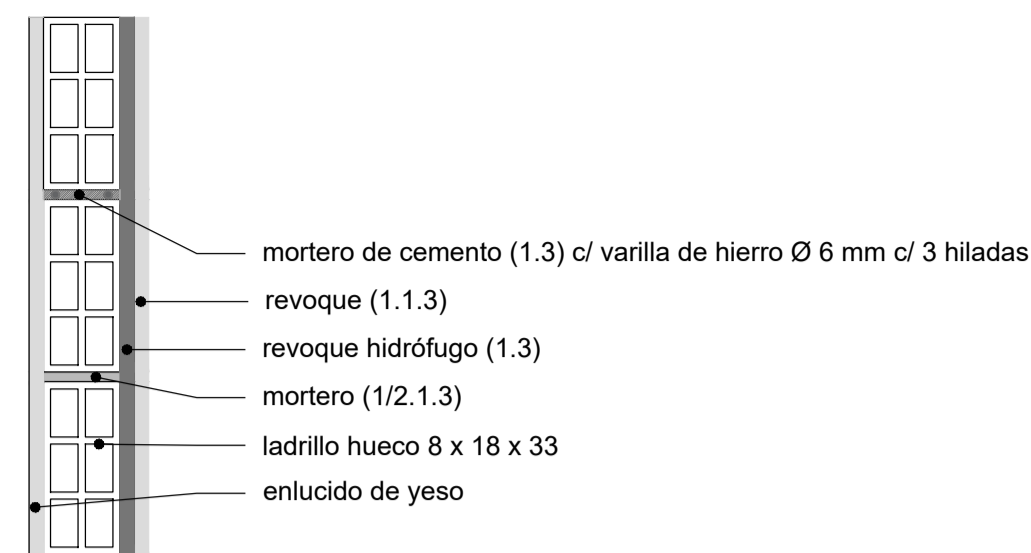 mortero de cemento (1.3) c/ varilla de hierro Ø 6 mm c/ 3 hiladas
revoque (1.1.3)
revoque hidrófugo (1.3)
mortero (1/2.1.3)
ladrillo hueco 8 x 18 x 33
enlucido de yeso